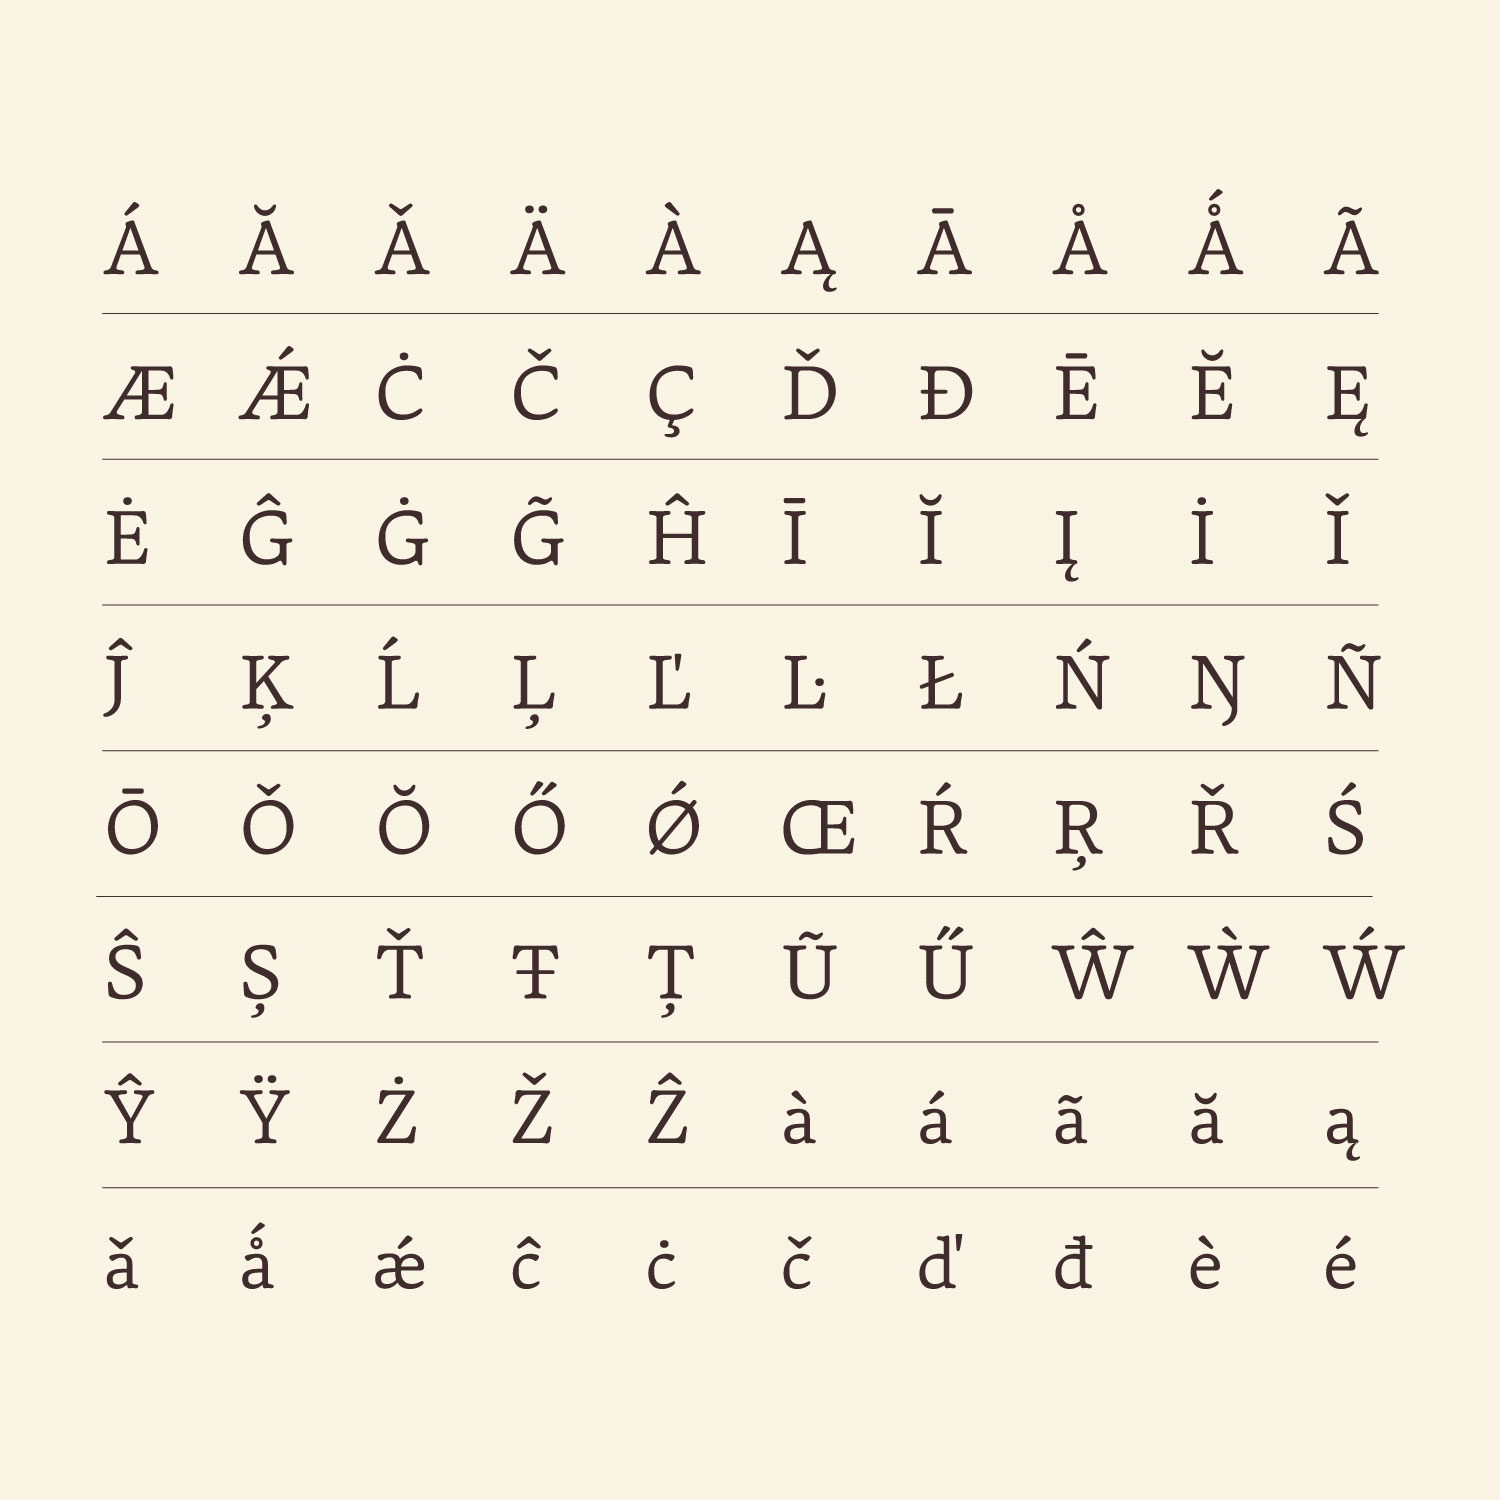 Á Ă Ǎ Ä À Ą Ā Å Ǻ Ã
Æ Ǽ Ċ Č Ç Ď Đ Ē Ĕ Ę
Ė Ĝ Ġ G̃ Ĥ Ī Ĭ Į İ Ǐ
Ĵ Ķ Ĺ Ļ Ľ Ŀ Ł Ń Ŋ Ñ
Ō Ǒ Ŏ Ő Ǿ Œ Ŕ Ŗ Ř Ś
Ŝ Ș Ť Ŧ Ț Ũ Ű Ŵ Ẁ Ẃ
Ŷ Ÿ Ż Ž Ẑ à á ã ă ą
ǎ ǻ ǽ ĉ ċ č ď đ è é